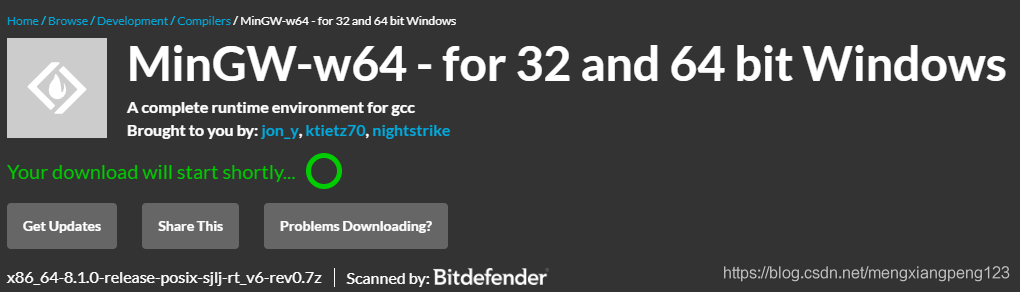 Home / Browse / Development / Compilers / MinGW-w64 - for 32 and 64 bit Windows
MinGW-w64 - for 32 and 64 bit Windows
A complete runtime environment for gcc
Brought to you by: jon_y, ktietz70, nightstrike
Your download will start shortly...
Get Updates Share This Problems Downloading?
x86_64-8.1.0-release-posix-sjlj-rt_v6-rev0.7z | Scanned by: Bitdefender
https://blog.csdn.net/mengxiangpeng123